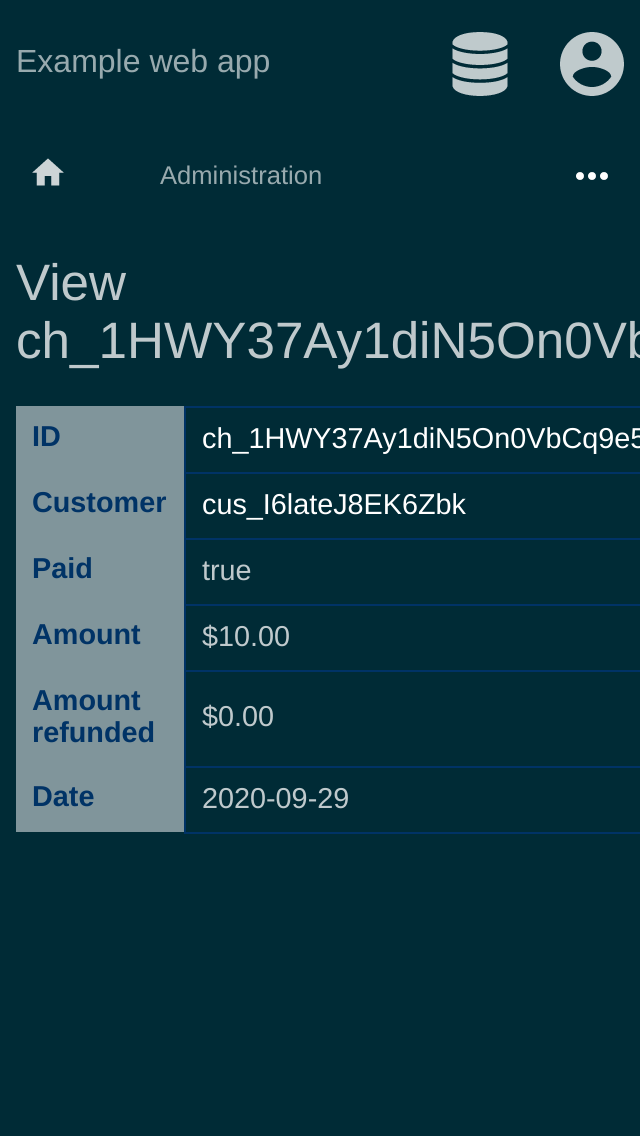 Example web app
Administration
View
ch_1HWY37Ay1diN5On0Vb
ID ch_1HWY37Ay1diN5On0VbCq9e5
Customer cus_I6lateJ8EK6Zbk
Paid true
Amount $10.00
Amount
refunded $0.00
Date 2020-09-29